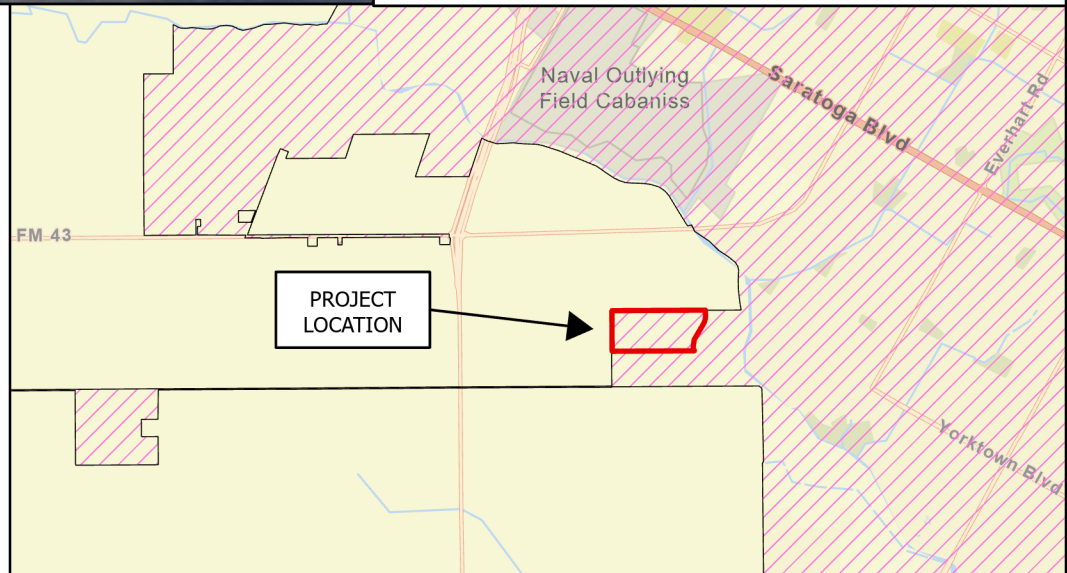 Naval Outlying
Field Cabaniss
Saratoga Blvd
Everhart Rd
FM 43
PROJECT
LOCATION
Yorktown Blvd